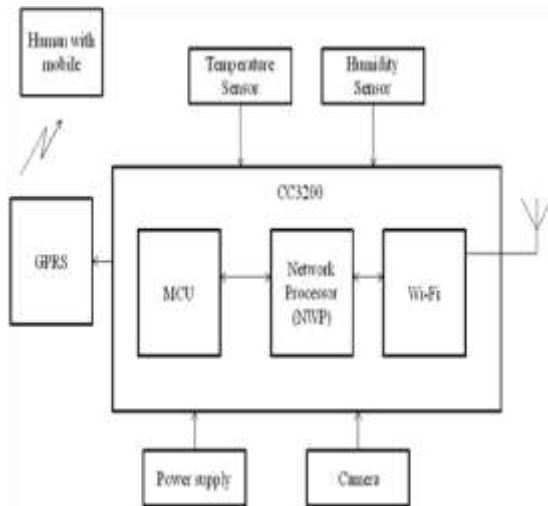 Human with
mobile
Temperature
Sensor
Humidity
Sensor
CC3200
GPRS
MCU
Network
Processor
(NWP)
Wi-Fi
Power supply
Camera